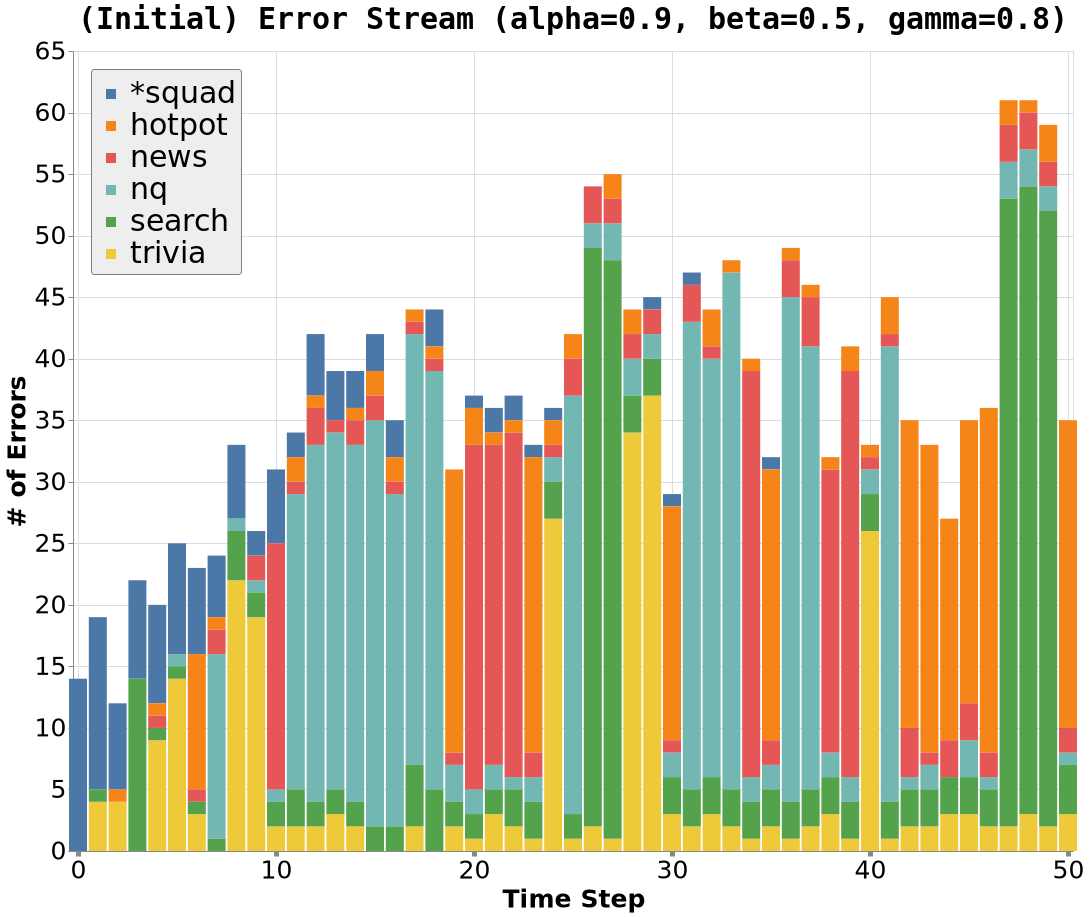 (Initial) Error Stream (alpha=0.9, beta=0.5, gamma=0.8)
65
60
55
50
45
40
35
30
25
20
15
10
5
0
# of Errors
*squad
hotpot
news
nq
search
trivia
0 10 20 30 40 50
Time Step